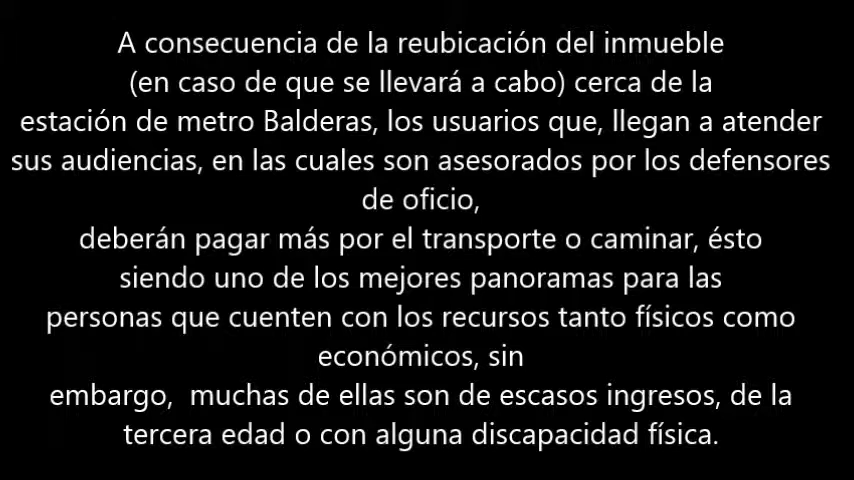 A consecuencia de la reubicación del inmueble
(en caso de que se llevará a cabo) cerca de la
estación de metro Balderas, los usuarios que, llegan a atender
sus audiencias, en las cuales son asesorados por los defensores
de oficio,
deberán pagar más por el transporte o caminar, ésto
siendo uno de los mejores panoramas para las
personas que cuenten con los recursos tanto físicos como
económicos, sin
embargo,  muchas de ellas son de escasos ingresos, de la
tercera edad o con alguna discapacidad física.